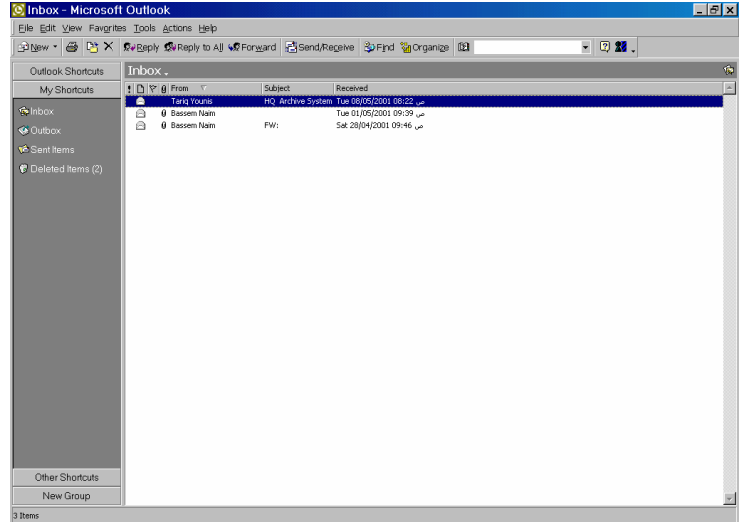 Inbox - Microsoft Outlook
File Edit View Favorites Tools Actions Help
New Reply Reply to All Forward Send/Receive Find Organize
Outlook Shortcuts
My Shortcuts
Inbox
Outbox
Sent Items
Deleted Items (2)
Other Shortcuts
New Group
Inbox
! From Subject Received
Tariq Younis HQ Archive System Tue 08/05/2001 08:22 ص
Bassem Naim Tue 01/05/2001 09:39 ص
Bassem Naim FW: Sat 28/04/2001 09:46 ص
3 Items